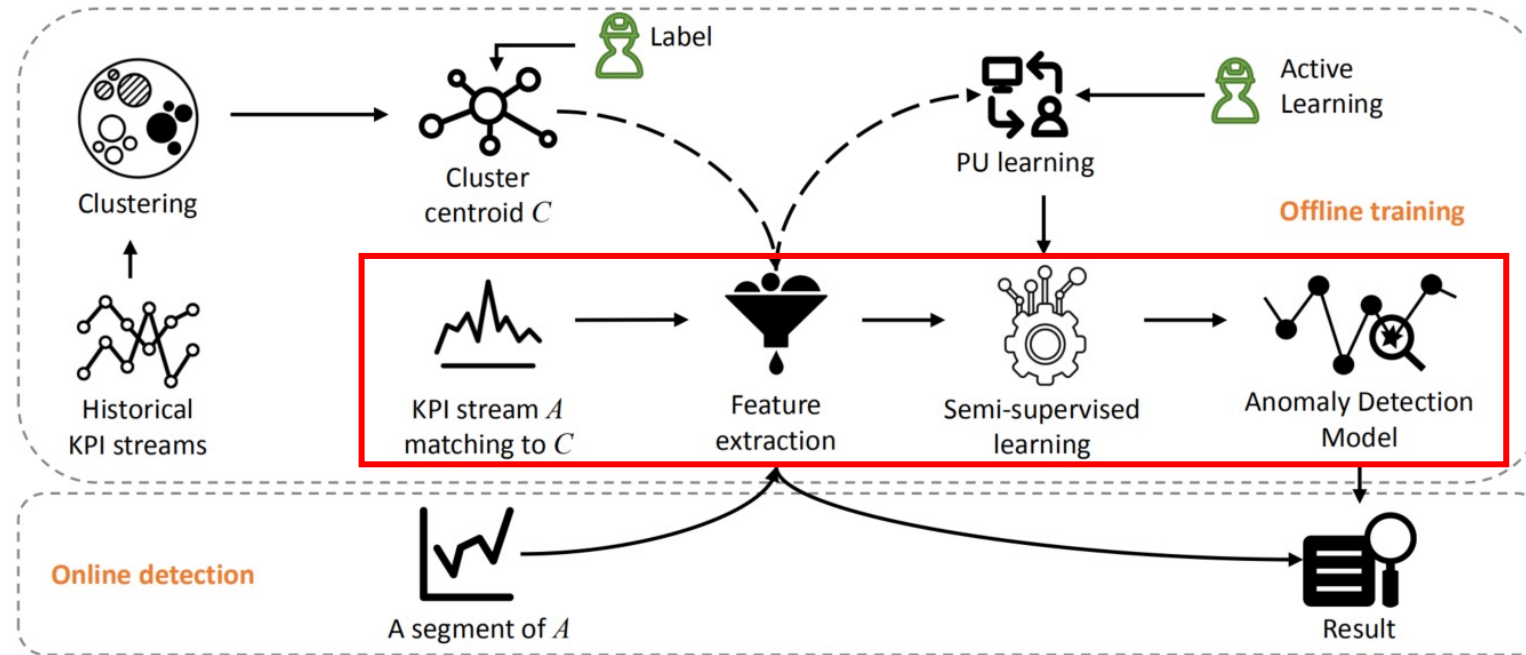 Label
Active
Learning
Clustering
Cluster
centroid C
PU learning
Offline training
Historical
KPI streams
KPI stream A
matching to C
Feature
extraction
Semi-supervised
learning
Anomaly Detection
Model
Online detection
A segment of A
Result